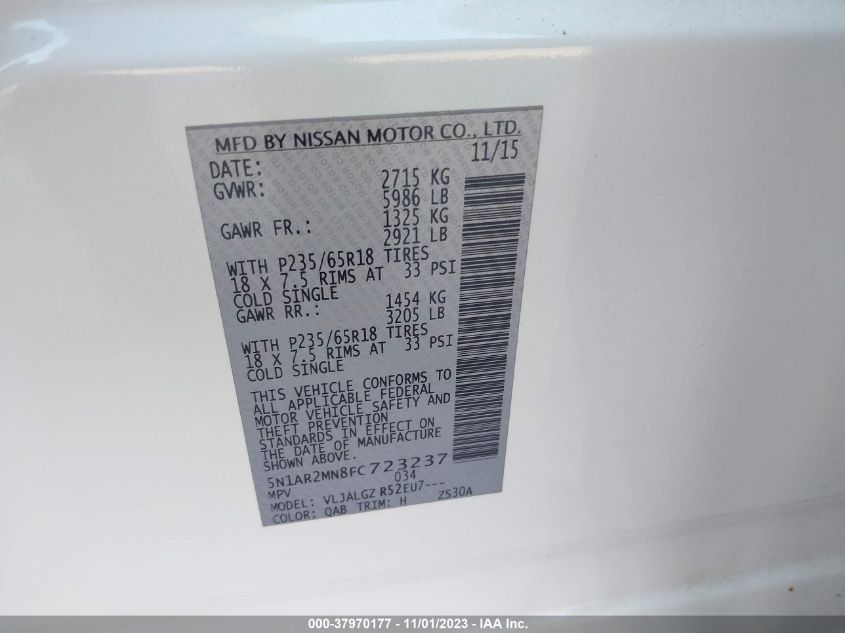 MFD BY NISSAN MOTOR CO., LTD.
DATE: 11/15
GVWR: 2715 KG
5986 LB
GAWR FR.: 1325 KG
2921 LB
WITH P235/65R18 TIRES
18 X 7.5 RIMS AT 33 PSI
COLD SINGLE
GAWR RR.: 1454 KG
3205 LB
WITH P235/65R18 TIRES
18 X 7.5 RIMS AT 33 PSI
COLD SINGLE
THIS VEHICLE CONFORMS TO
ALL APPLICABLE FEDERAL
MOTOR VEHICLE SAFETY AND
THEFT PREVENTION
STANDARDS IN EFFECT ON
THE DATE OF MANUFACTURE
SHOWN ABOVE.
5N1AR2MN8FC723237
MPV 034
MODEL: VLJALGZ R52EU7--- ZS30A
COLOR: QAB TRIM: H
000-37970177 - 11/01/2023 - IAA Inc.